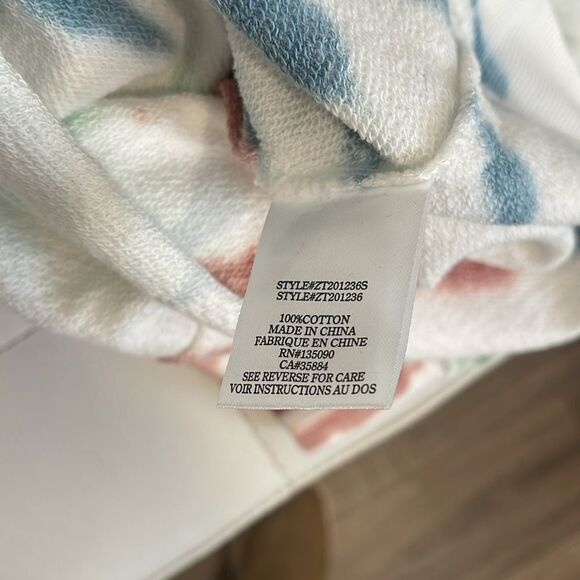 STYLE#ZT201236S
STYLE#ZT201236
100%COTTON
MADE IN CHINA
FABRIQUE EN CHINE
RN#135090
CA#35884
SEE REVERSE FOR CARE
VOIR INSTRUCTIONS AU DOS